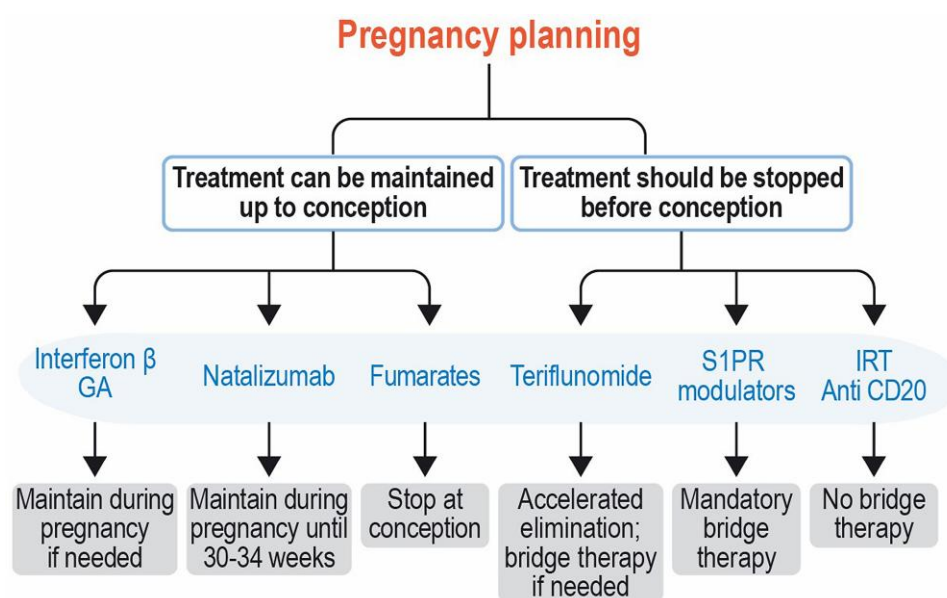 Pregnancy planning
Treatment can be maintained
up to conception
Treatment should be stopped
before conception
Interferon β
GA
Natalizumab
Fumarates
Teriflunomide
S1PR
modulators
IRT
Anti CD20
Maintain during
pregnancy
if needed
Maintain during
pregnancy until
30-34 weeks
Stop at
conception
Accelerated
elimination;
bridge therapy
if needed
Mandatory
bridge
therapy
No bridge
therapy